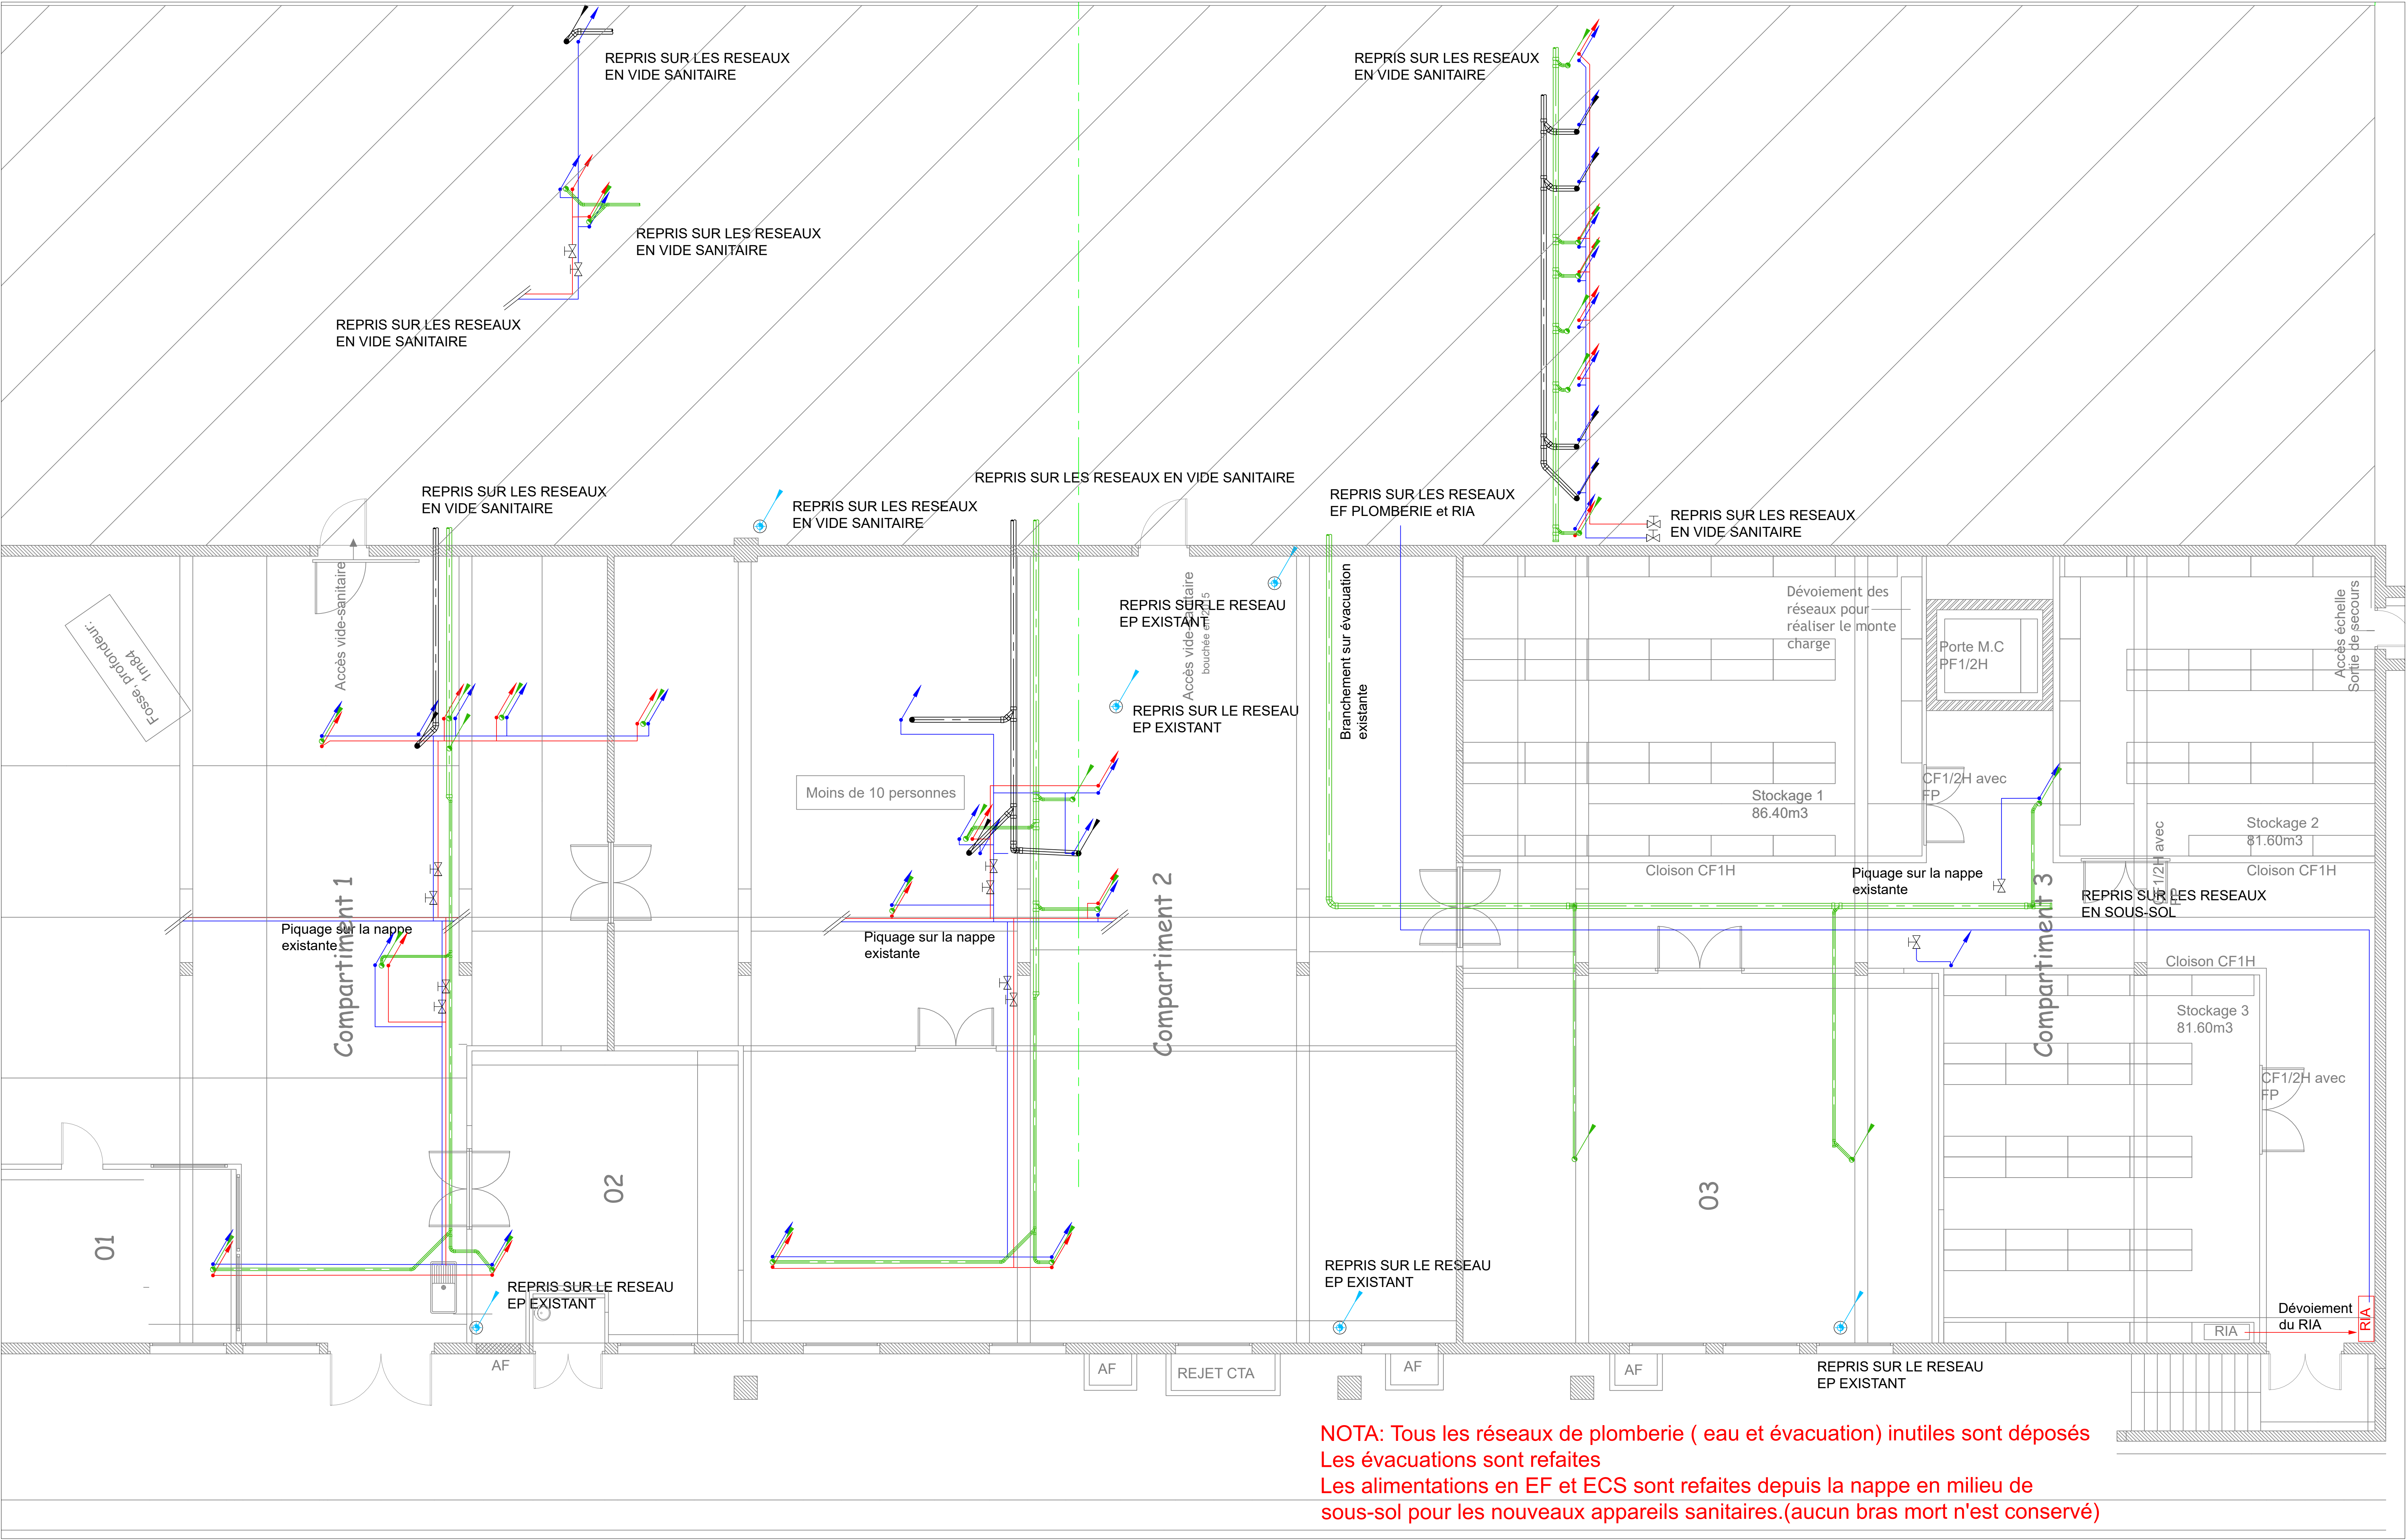 REPRIS SUR LES RESEAUX
EN VIDE SANITAIRE
REPRIS SUR LES RESEAUX
EN VIDE SANITAIRE
REPRIS SUR LES RESEAUX
EN VIDE SANITAIRE
REPRIS SUR LES RESEAUX
EN VIDE SANITAIRE
REPRIS SUR LES RESEAUX
EN VIDE SANITAIRE
REPRIS SUR LES RESEAUX
EN VIDE SANITAIRE
REPRIS SUR LES RESEAUX EN VIDE SANITAIRE
REPRIS SUR LES RESEAUX
EF PLOMBERIE et RIA
REPRIS SUR LES RESEAUX
EN VIDE SANITAIRE
Fosse, profondeur:
1m84
Accès vide-sanitaire
Accès vide-sanitaire
bouchée en 2015
REPRIS SUR LE RESEAU
EP EXISTANT
REPRIS SUR LE RESEAU
EP EXISTANT
Branchement sur évacuation
existante
Dévoiement des
réseaux pour
réaliser le monte
charge
Porte M.C
PF1/2H
Accès échelle
Sortie de secours
Moins de 10 personnes
Stockage 1
86.40m3
CF1/2H avec
FP
Stockage 2
81.60m3
CF1/2H avec
FP
Cloison CF1H
Cloison CF1H
Piquage sur la nappe
existante
REPRIS SUR LES RESEAUX
EN SOUS-SOL
Piquage sur la nappe
existante
Piquage sur la nappe
existante
Compartiment 1
Compartiment 2
Compartiment 3
Cloison CF1H
Stockage 3
81.60m3
CF1/2H avec
FP
01
02
03
REPRIS SUR LE RESEAU
EP EXISTANT
REPRIS SUR LE RESEAU
EP EXISTANT
Dévoiement
du RIA
RIA
RIA
AF
AF
REJET CTA
AF
AF
REPRIS SUR LE RESEAU
EP EXISTANT
NOTA: Tous les réseaux de plomberie ( eau et évacuation) inutiles sont déposés
Les évacuations sont refaites
Les alimentations en EF et ECS sont refaites depuis la nappe en milieu de
sous-sol pour les nouveaux appareils sanitaires.(aucun bras mort n'est conservé)